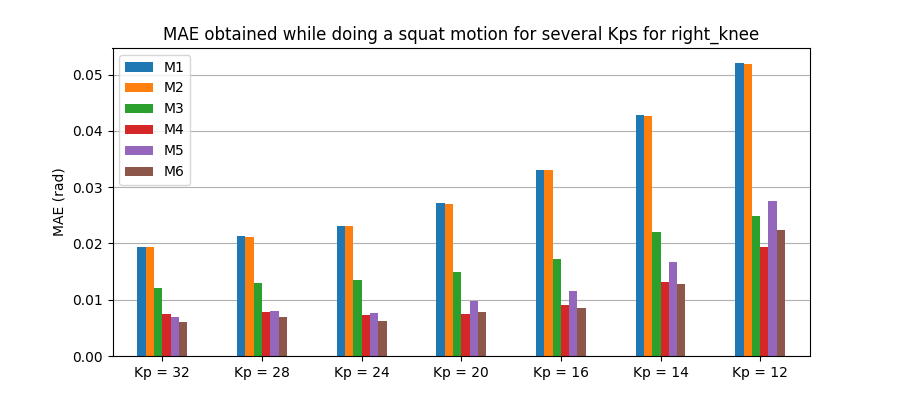 MAE obtained while doing a squat motion for several Kps for right_knee
M1
M2
M3
M4
M5
M6
MAE (rad)
0.05
0.04
0.03
0.02
0.01
0.00
Kp = 32 Kp = 28 Kp = 24 Kp = 20 Kp = 16 Kp = 14 Kp = 12